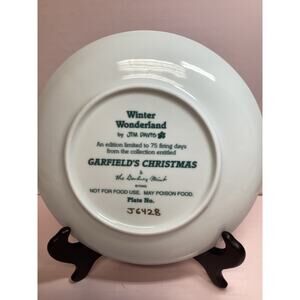 Winter
Wonderland
by JIM DAVIS
An edition limited to 75 firing days
from the collection entitled
GARFIELD'S CHRISTMAS
The Danbury Mint
NOT FOR FOOD USE. MAY POISON FOOD.
Plate No.
J6428